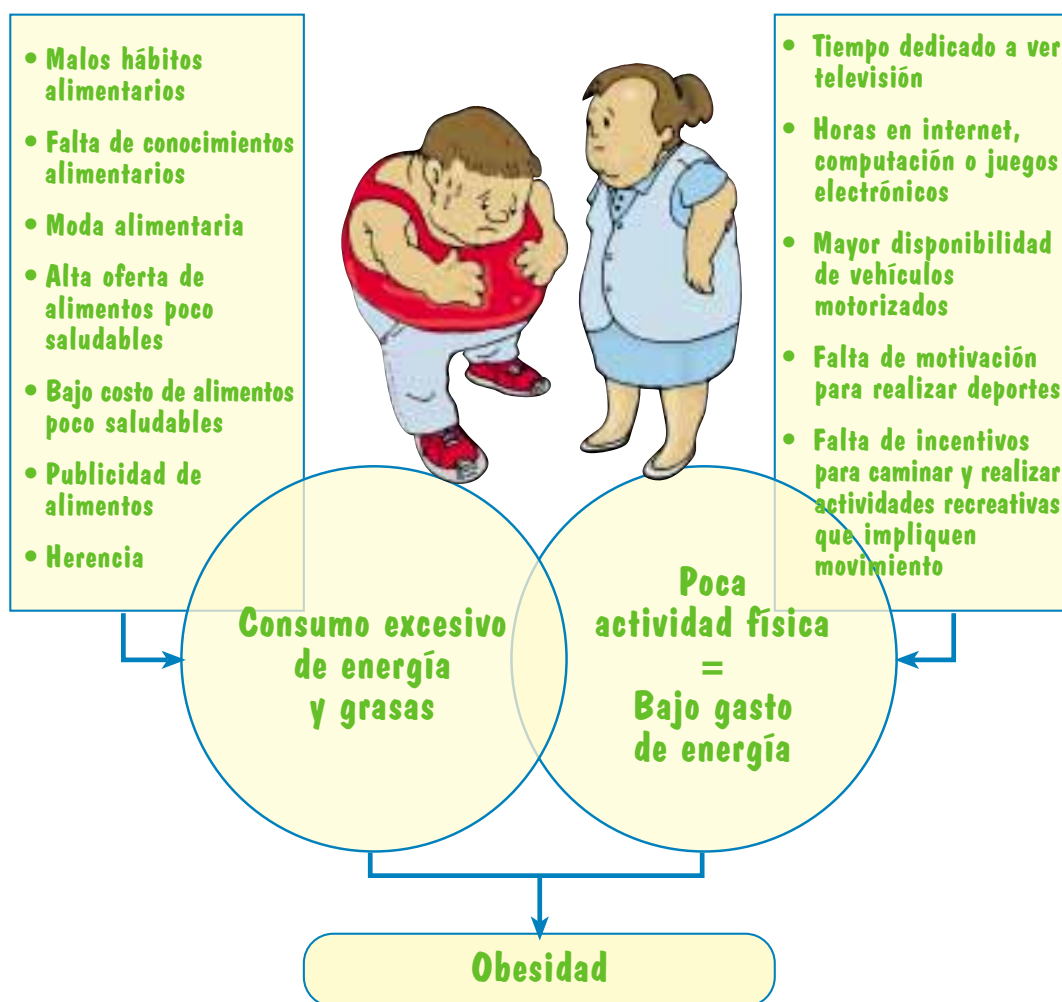 • Malos hábitos
alimentarios
• Falta de conocimientos
alimentarios
• Moda alimentaria
• Alta oferta de
alimentos poco
saludables
• Bajo costo de alimentos
poco saludables
• Publicidad de
alimentos
• Herencia
• Tiempo dedicado a ver
televisión
• Horas en internet,
computación o juegos
electrónicos
• Mayor disponibilidad
de vehículos
motorizados
• Falta de motivación
para realizar deportes
• Falta de incentivos
para caminar y realizar
actividades recreativas
que impliquen
movimiento
Consumo excesivo
de energía
y grasas
Poca
actividad física
=
Bajo gasto
de energía
Obesidad